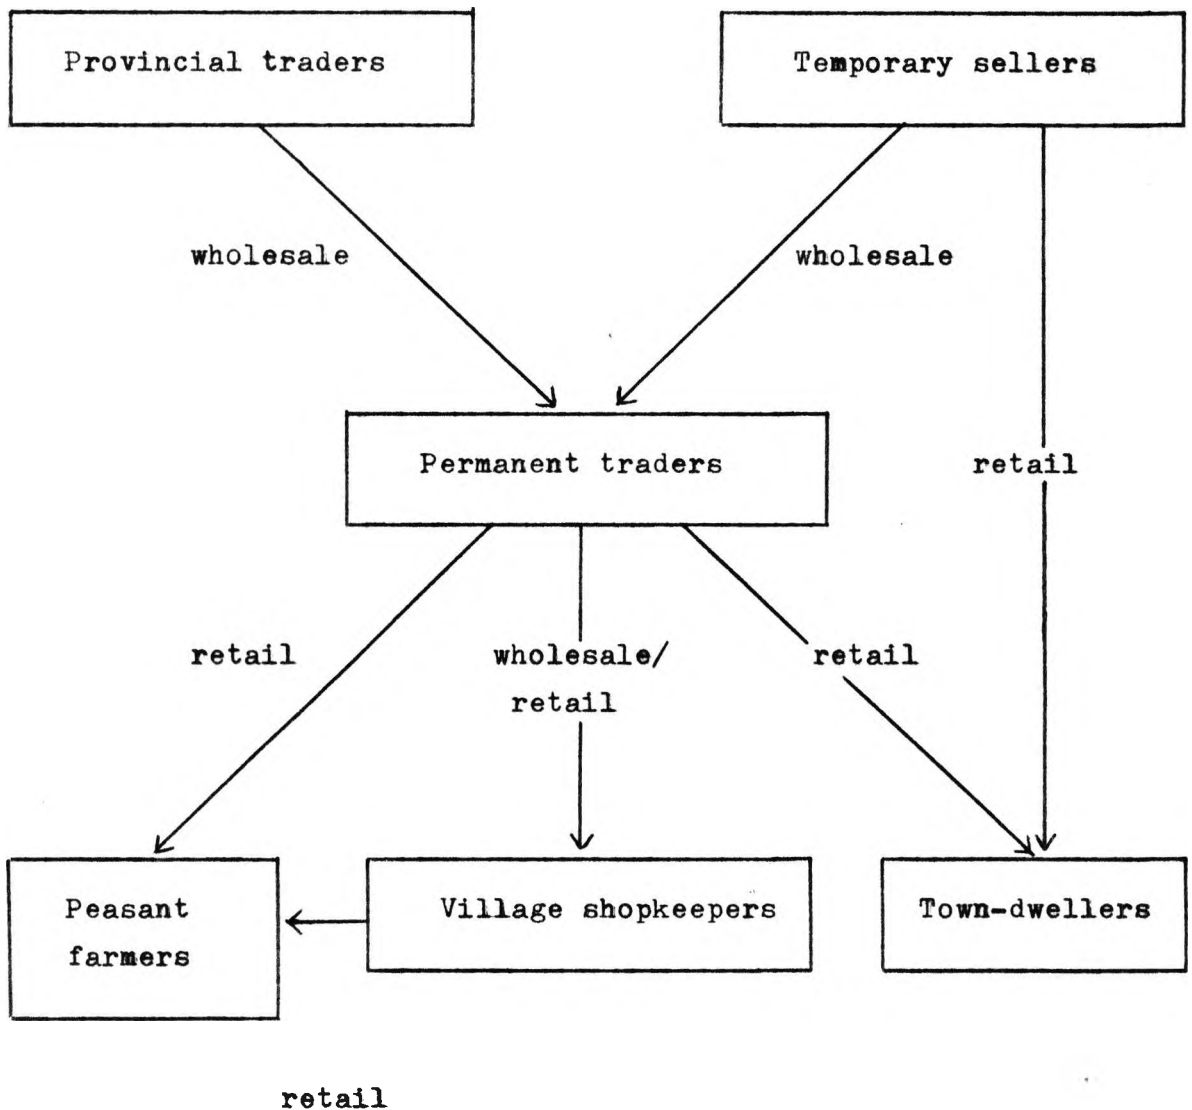 Provincial traders
Temporary sellers
wholesale
wholesale
Permanent traders
retail
retail
wholesale/
retail
retail
Peasant
farmers
Village shopkeepers
Town-dwellers
retail